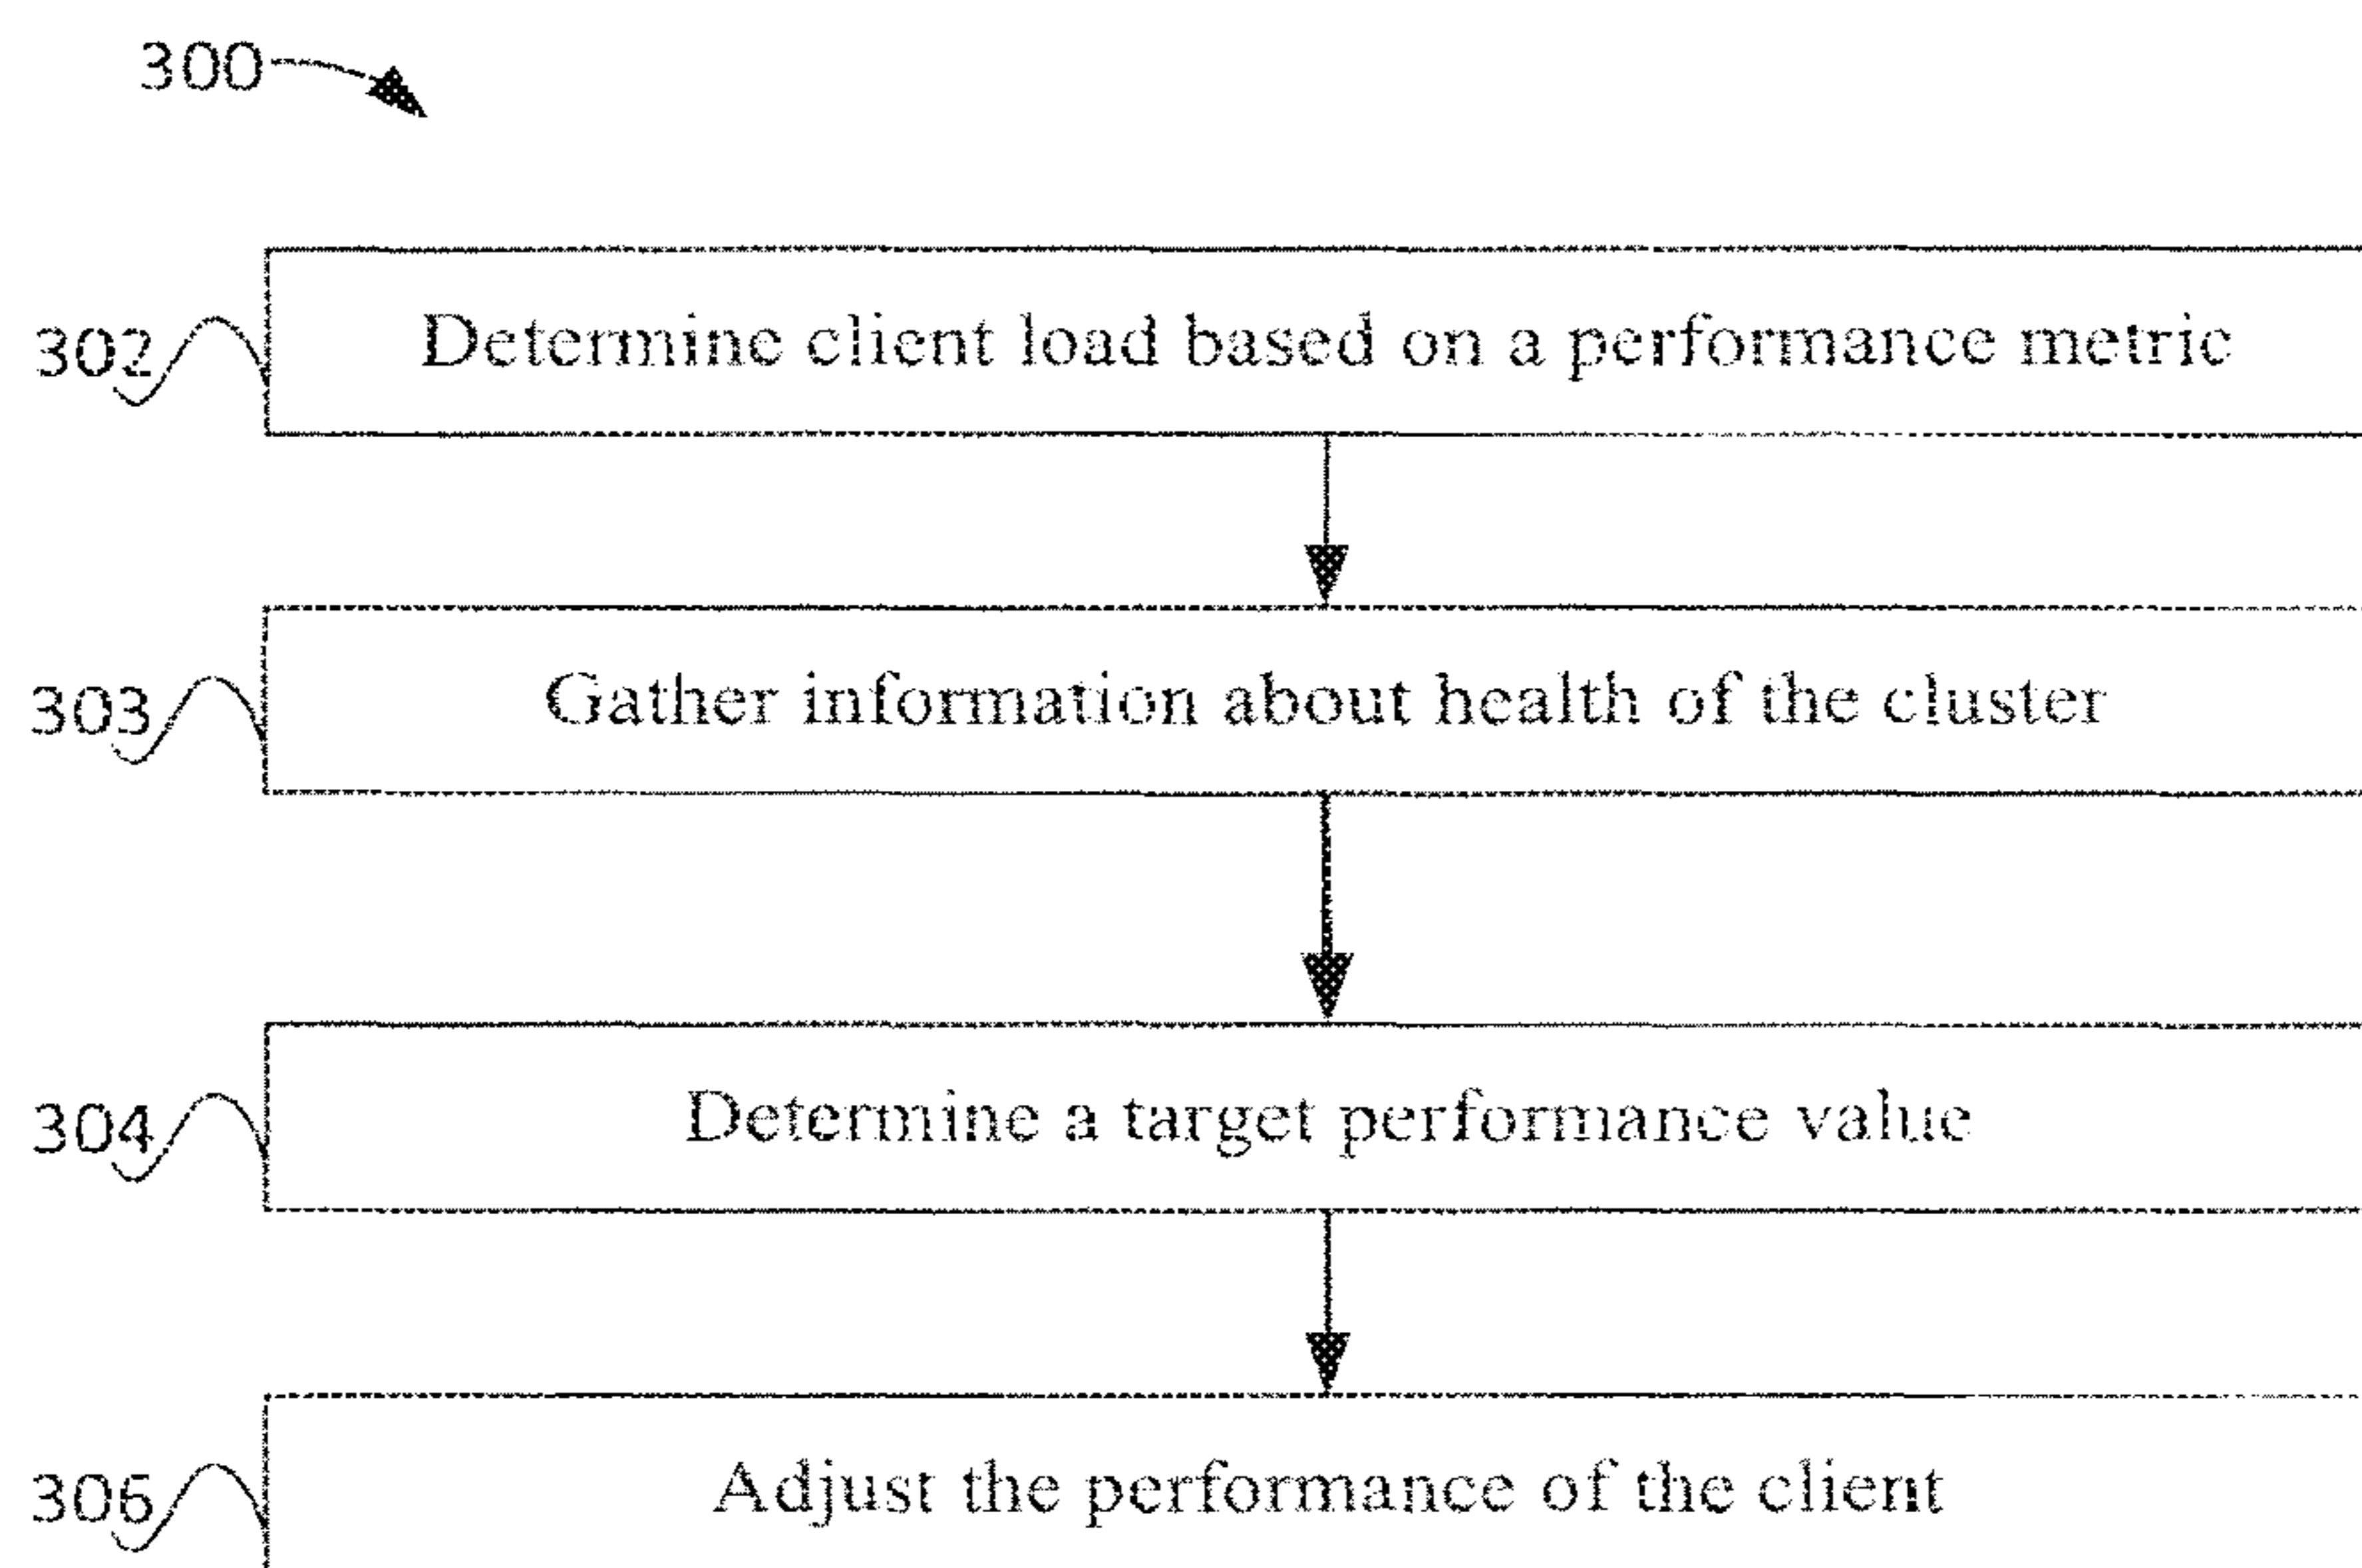 300
302 Determine client load based on a performance metric
303 Gather information about health of the cluster
304 Determine a target performance value
306 Adjust the performance of the client